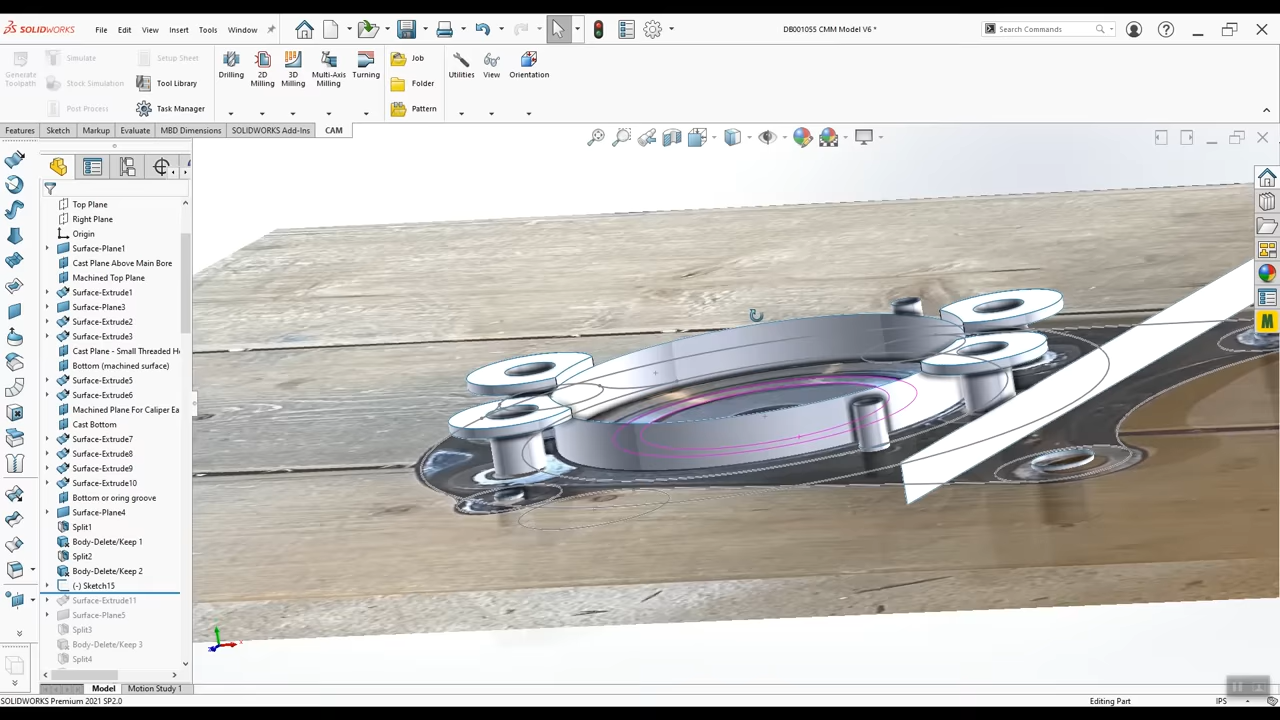 SOLIDWORKS File Edit View Insert Tools Window DB001055 CMM Model V6 * Search Commands
Generate Toolpath Simulate Setup Sheet Drilling 2D Milling 3D Milling Multi-Axis Milling Turning Job Utilities View Orientation
Stock Simulation Tool Library Folder
Post Process Task Manager Pattern
Features Sketch Markup Evaluate MBD Dimensions SOLIDWORKS Add-Ins CAM
Top Plane
Right Plane
Origin
Surface-Plane1
Cast Plane Above Main Bore
Machined Top Plane
Surface-Extrude1
Surface-Plane3
Surface-Extrude2
Surface-Extrude3
Cast Plane - Small Threaded H
Bottom (machined surface)
Surface-Extrude5
Surface-Extrude6
Machined Plane For Caliper Ea
Cast Bottom
Surface-Extrude7
Surface-Extrude8
Surface-Extrude9
Surface-Extrude10
Bottom or oring groove
Surface-Plane4
Split1
Body-Delete/Keep 1
Split2
Body-Delete/Keep 2
(-) Sketch15
Surface-Extrude11
Surface-Plane5
Split3
Body-Delete/Keep 3
Split4
Model Motion Study 1
SOLIDWORKS Premium 2021 SP2.0 Editing Part IPS